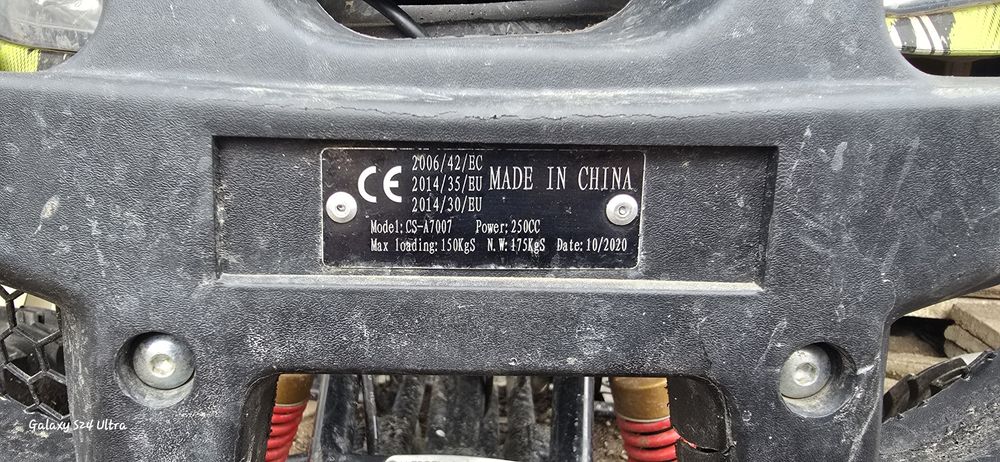 CE
2006/42/EC
2014/35/EU
2014/30/EU
MADE IN CHINA
Model:CS-A7007 Power:250CC
Max loading:150KgS N.W:175KgS Date:10/2020
Galaxy S24 Ultra